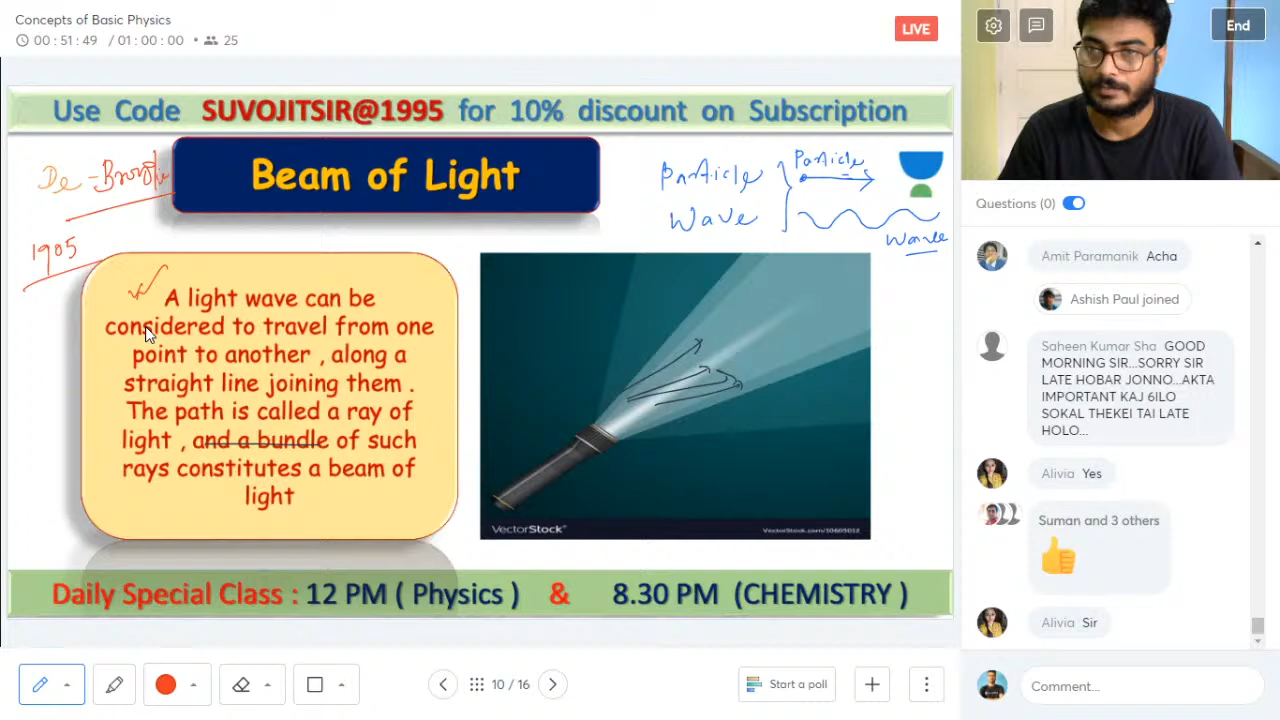 Concepts of Basic Physics
00 : 51 : 49 / 01 : 00 : 00 • 25
LIVE
End
Use Code SUVOJITSIR@1995 for 10% discount on Subscription
De-
Beam of Light
Particle
Wave
Particle
Wave
1905
A light wave can be
considered to travel from one
point to another , along a
straight line joining them .
The path is called a ray of
light , and a bundle of such
rays constitutes a beam of
light
VectorStock®
VectorStock.com/10605012
Daily Special Class : 12 PM ( Physics ) & 8.30 PM (CHEMISTRY )
10 / 16
Start a poll
Questions (0)
Amit Paramanik Acha
Ashish Paul joined
Saheen Kumar Sha GOOD
MORNING SIR...SORRY SIR
LATE HOBAR JONNO...AKTA
IMPORTANT KAJ 6ILO
SOKAL THEKEI TAI LATE
HOLO...
Alivia Yes
Suman and 3 others
Alivia Sir
Comment...